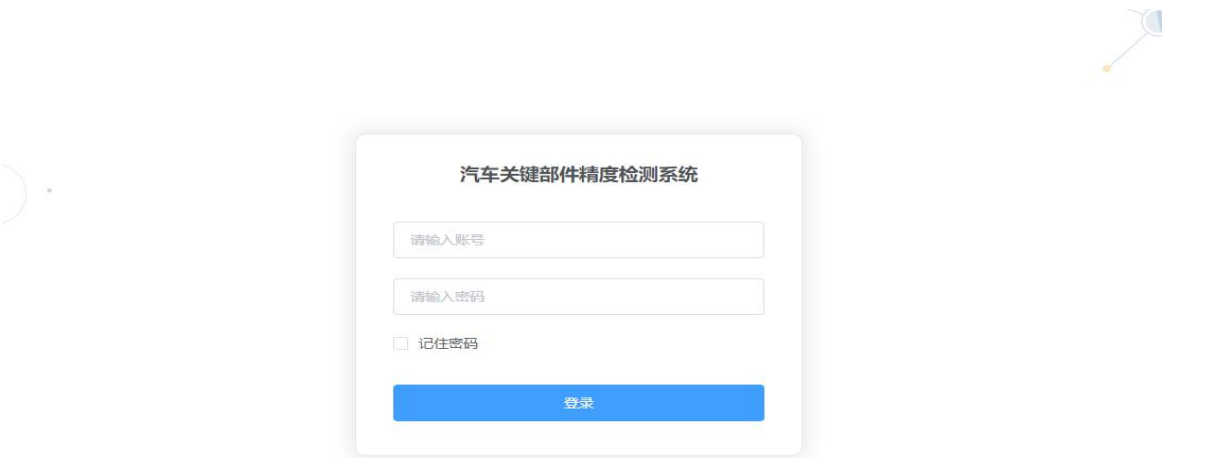 汽车关键部件精度检测系统
请输入账号
请输入密码
记住密码
登录